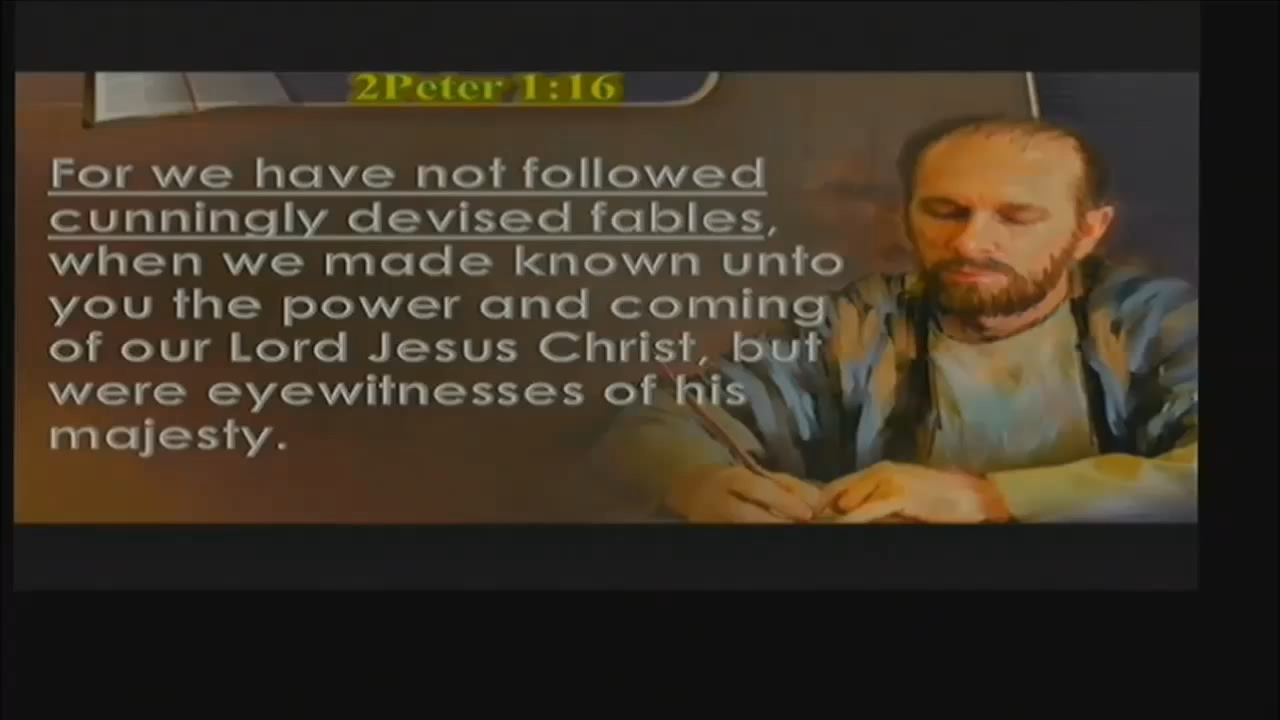 2Peter 1:16
For we have not followed
cunningly devised fables,
when we made known unto
you the power and coming
of our Lord Jesus Christ, but
were eyewitnesses of his
majesty.